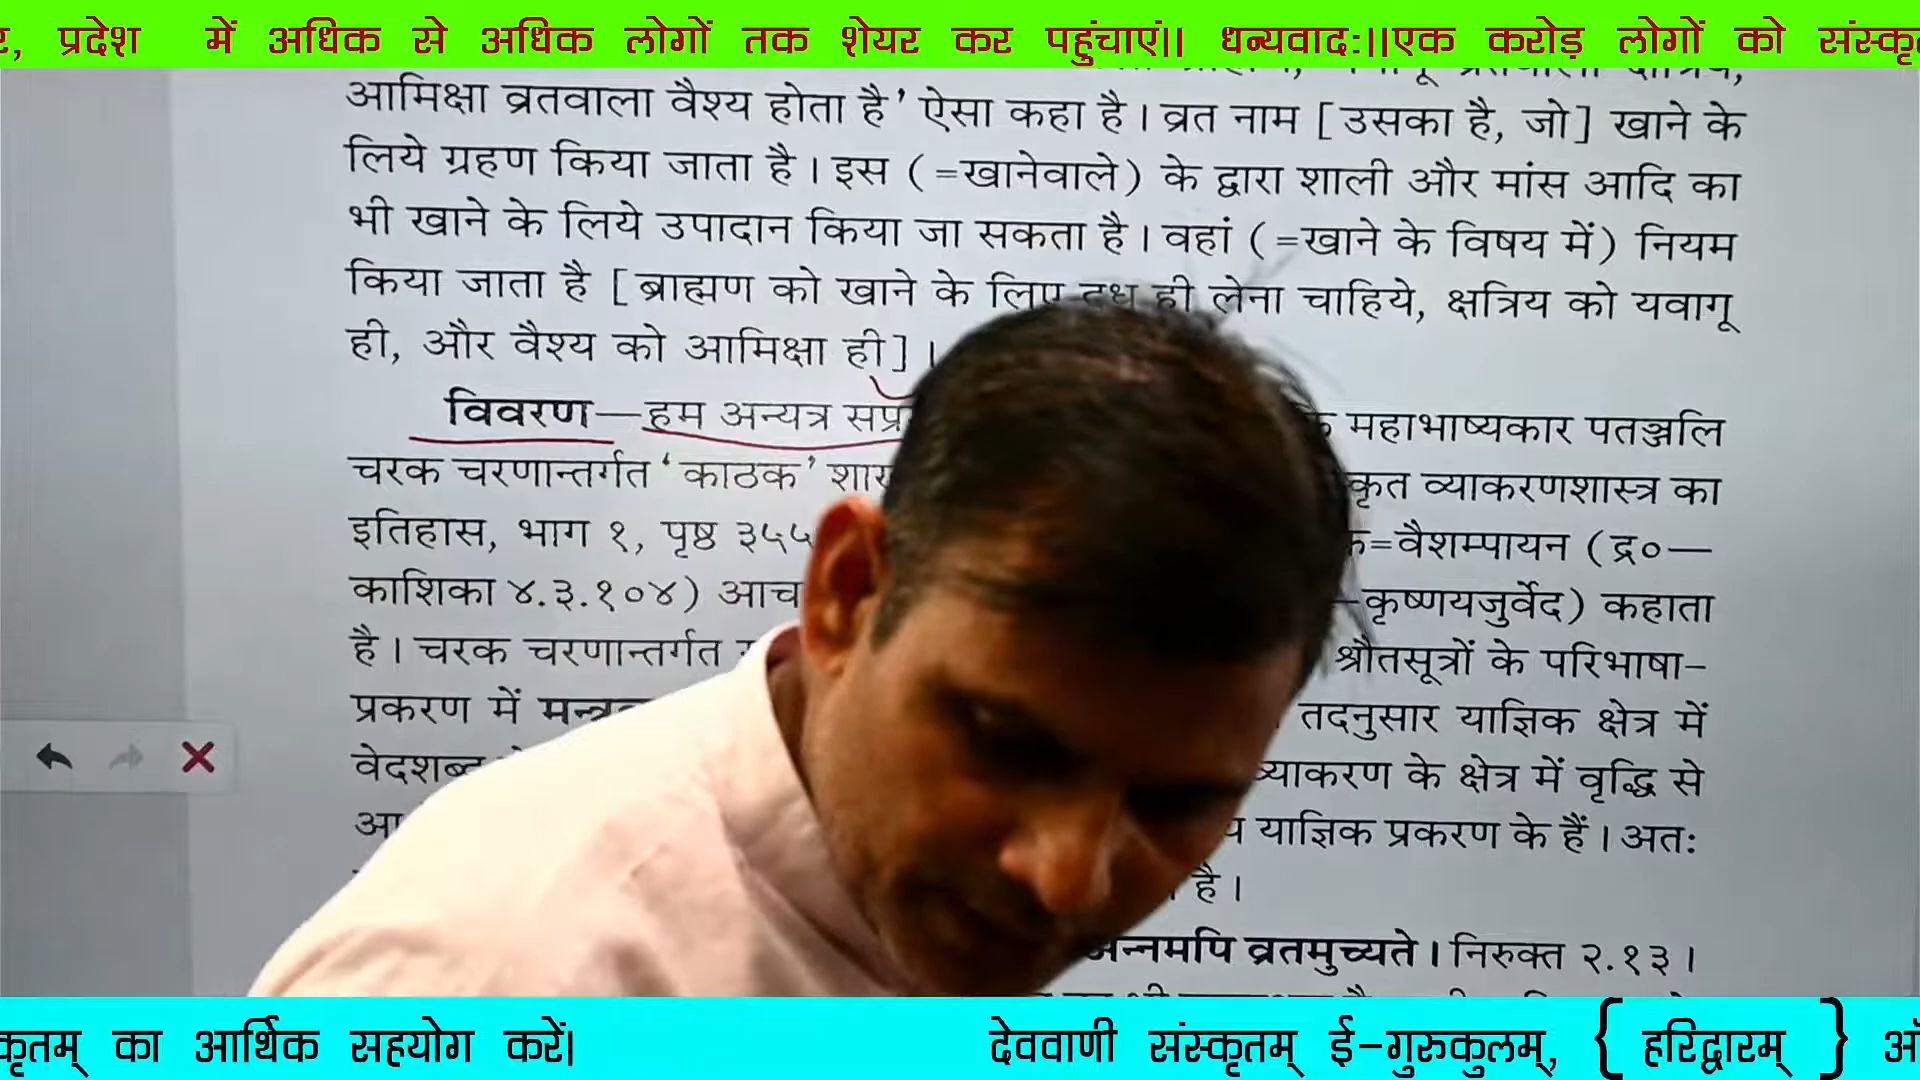 प्रदेश में अधिक से अधिक लोगों तक शेयर कर पहुंचाएं।। धन्यवादः।।एक करोड़ लोगों को
आमिक्षा व्रतवाला वैश्य होता है’ ऐसा कहा है। व्रत नाम [उसका है, जो] खाने के
लिये ग्रहण किया जाता है। इस (=खानेवाले) के द्वारा शाली और मांस आदि का
भी खाने के लिये उपादान किया जा सकता है। वहां (=खाने के विषय में) नियम
किया जाता है [ब्राह्मण को खाने के लिए दूध ही लेना चाहिये, क्षत्रिय को यवागू
ही, और वैश्य को आमिक्षा ही]।
विवरण—हम अन्यत्र महाभाष्यकार पतञ्जलि
चरक चरणान्तर्गत ‘काठक’ व्याकरणशास्त्र का
इतिहास, भाग १, पृष्ठ ३५५ =वैशम्पायन (द्र०—
काशिका ४.३.१०४) कृष्णयजुर्वेद) कहाता
है। चरक चरणान्तर्गत श्रौतसूत्रों के परिभाषा-
प्रकरण में तदनुसार याज्ञिक क्षेत्र में
व्याकरण के क्षेत्र में वृद्धि से
याज्ञिक प्रकरण के हैं। अतः
है।
अन्नमपि व्रतमुच्यते। निरुक्त २.१३।
का आर्थिक सहयोग करें। देववाणी संस्कृतम् ई-गुरुकुलम्, { हरिद्वारम् }